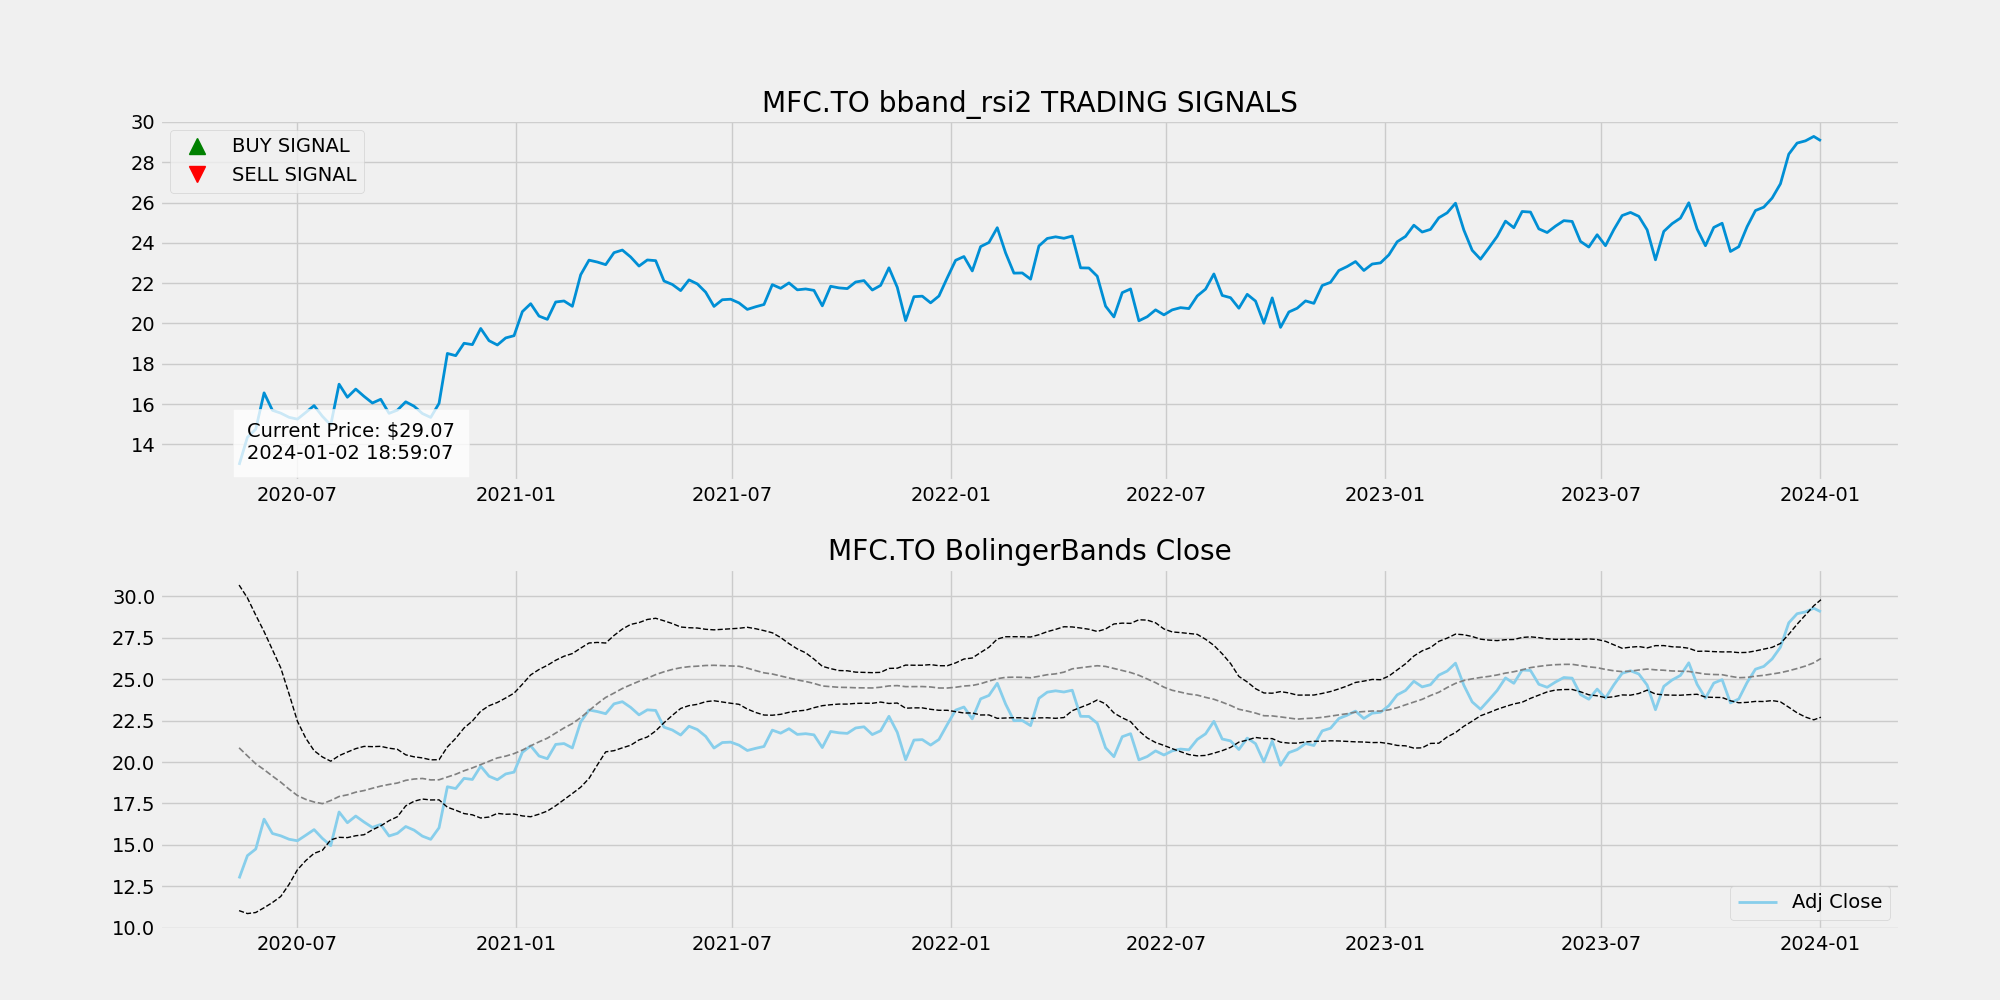 MFC.TO bband_rsi2 TRADING SIGNALS
30
28
26
24
22
20
18
16
14
BUY SIGNAL
SELL SIGNAL
Current Price: $29.07
2024-01-02 18:59:07
2020-07 2021-01 2021-07 2022-01 2022-07 2023-01 2023-07 2024-01
MFC.TO BolingerBands Close
30.0
27.5
25.0
22.5
20.0
17.5
15.0
12.5
10.0
Adj Close
2020-07 2021-01 2021-07 2022-01 2022-07 2023-01 2023-07 2024-01